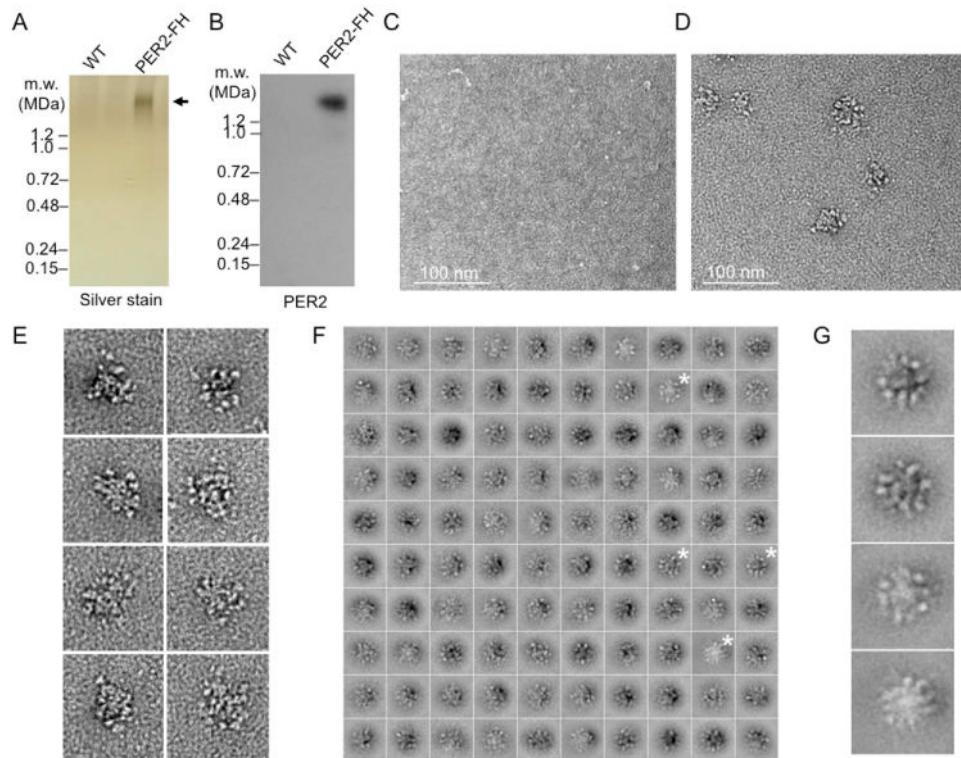 A
WT
PER2-FH
m.w.
(MDa)
1.2
1.0
0.72
0.48
0.24
0.15
Silver stain
B
WT
PER2-FH
m.w.
(MDa)
1.2
1.0
0.72
0.48
0.24
0.15
PER2
C
100 nm
D
100 nm
E
F
*
*
*
*
G